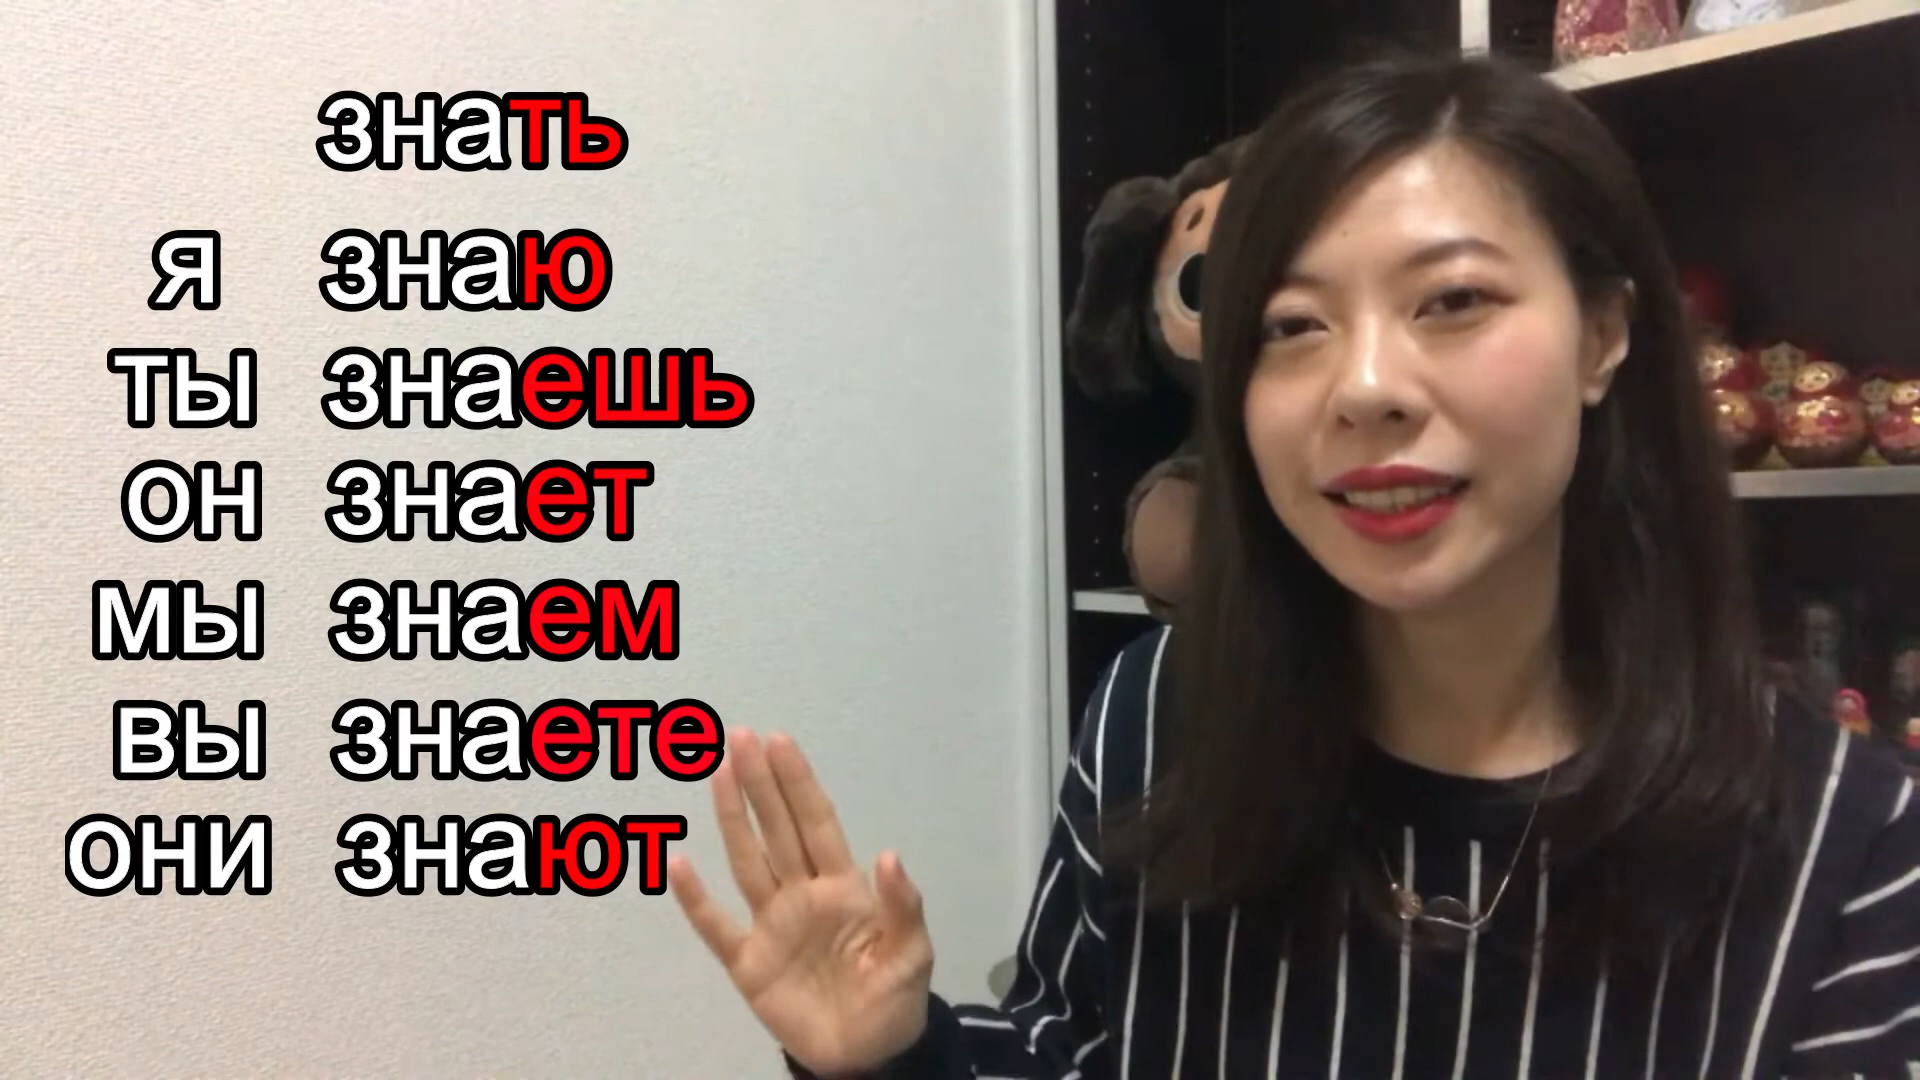 знать
я знаю
ты знаешь
он знает
мы знаем
вы знаете
они знают